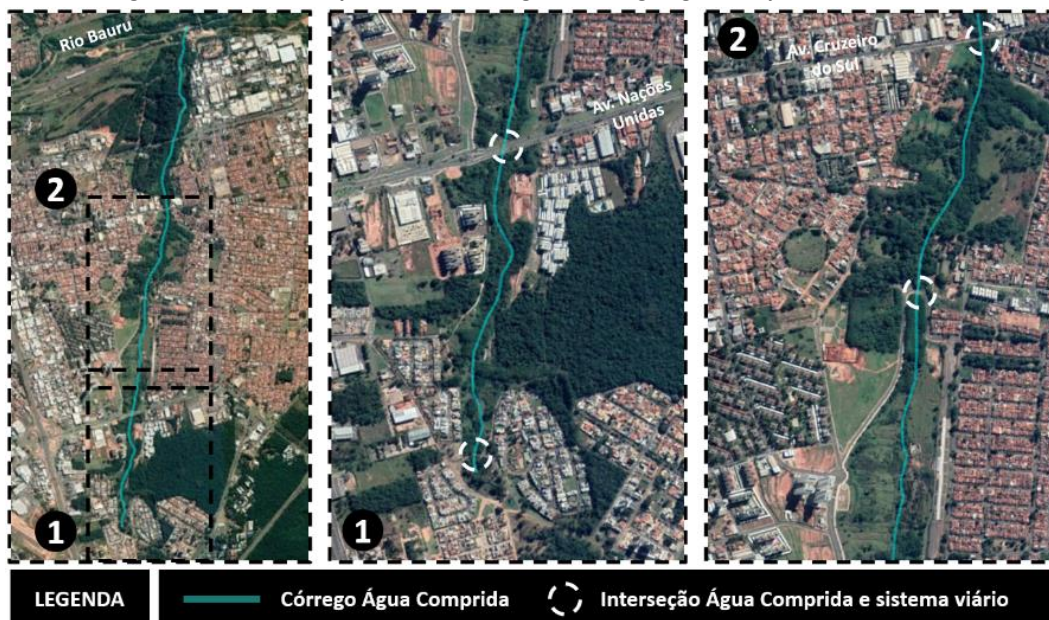 Rio Bauru
2
1
Av. Nações
Unidas
1
2
Av. Cruzeiro
do Sul
LEGENDA
Córrego Água Comprida
Interseção Água Comprida e sistema viário